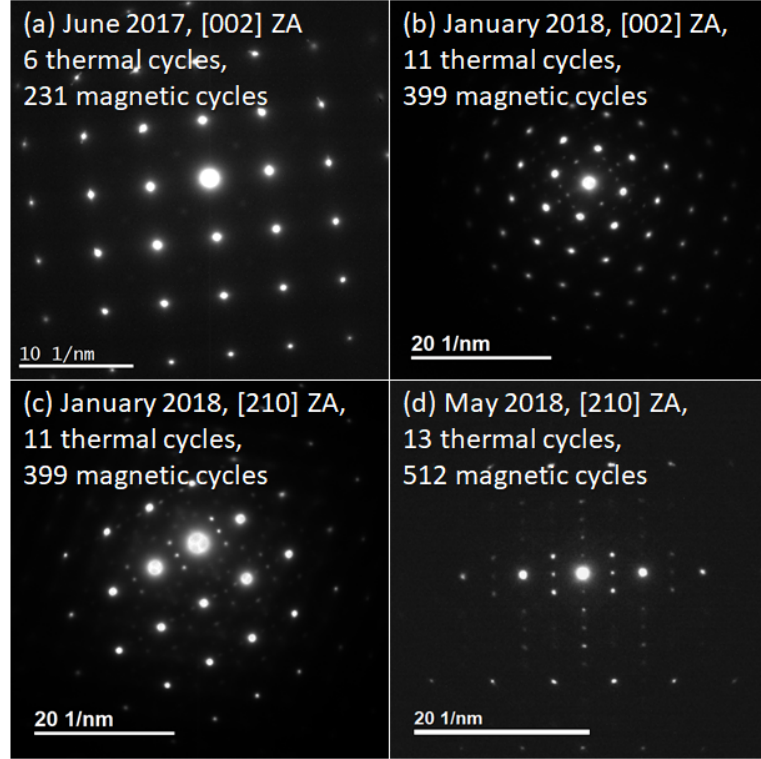 (a) June 2017, [002] ZA
6 thermal cycles,
231 magnetic cycles
10 1/nm
(b) January 2018, [002] ZA,
11 thermal cycles,
399 magnetic cycles
20 1/nm
(c) January 2018, [210] ZA,
11 thermal cycles,
399 magnetic cycles
20 1/nm
(d) May 2018, [210] ZA,
13 thermal cycles,
512 magnetic cycles
20 1/nm